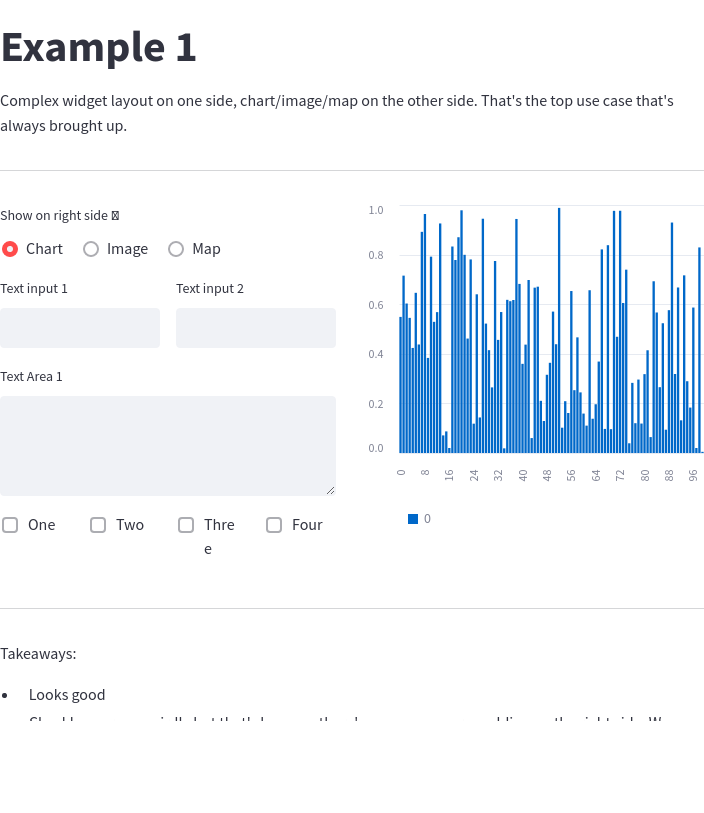 Example 1
Complex widget layout on one side, chart/image/map on the other side. That's the top use case that's
always brought up.
Show on right side
Chart Image Map
Text input 1 Text input 2
Text Area 1
One Two Thre
e
Four
1.0
0.8
0.6
0.4
0.2
0.0
0 8 16 24 32 40 48 56 64 72 80 88 96
0
Takeaways:
Looks good